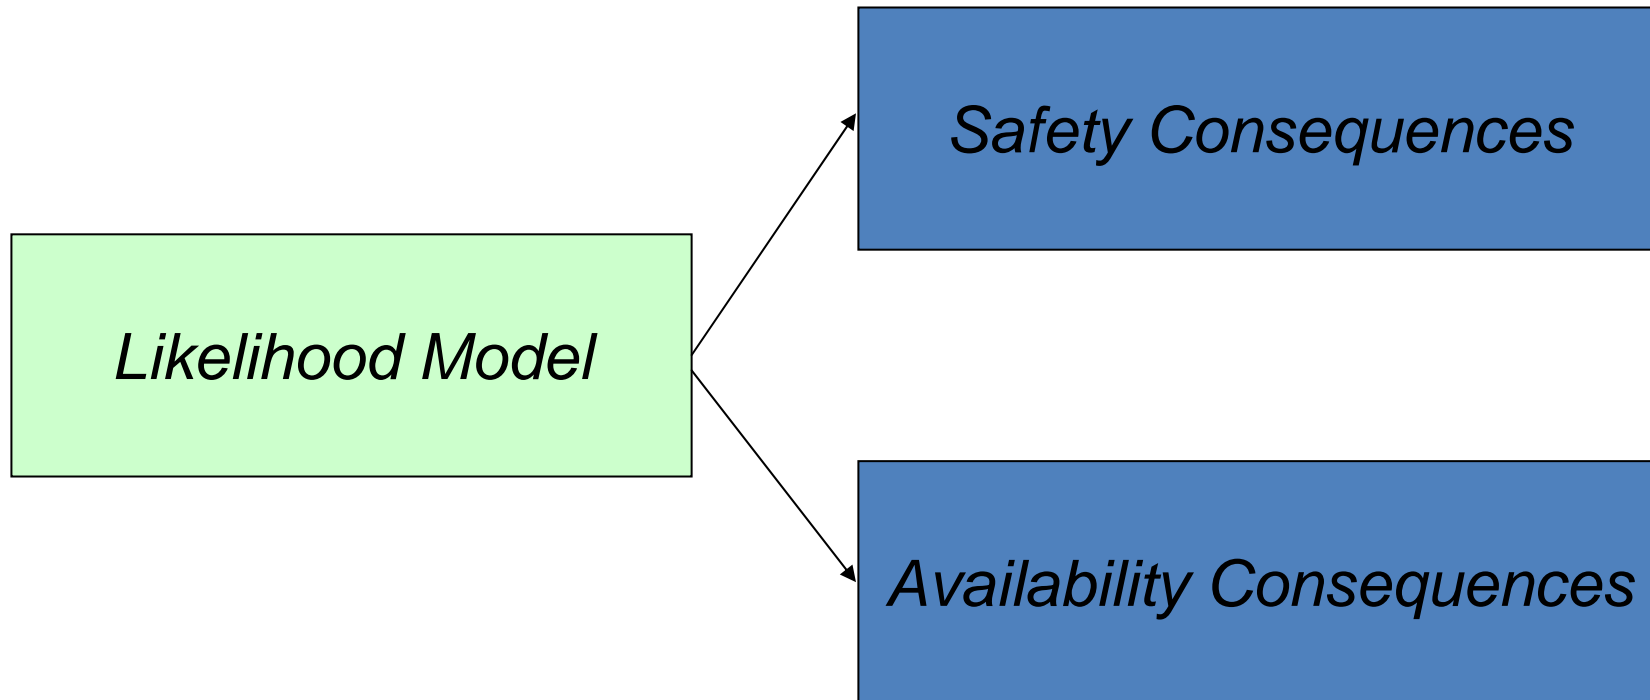 Safety Consequences
Likelihood Model
Availability Consequences